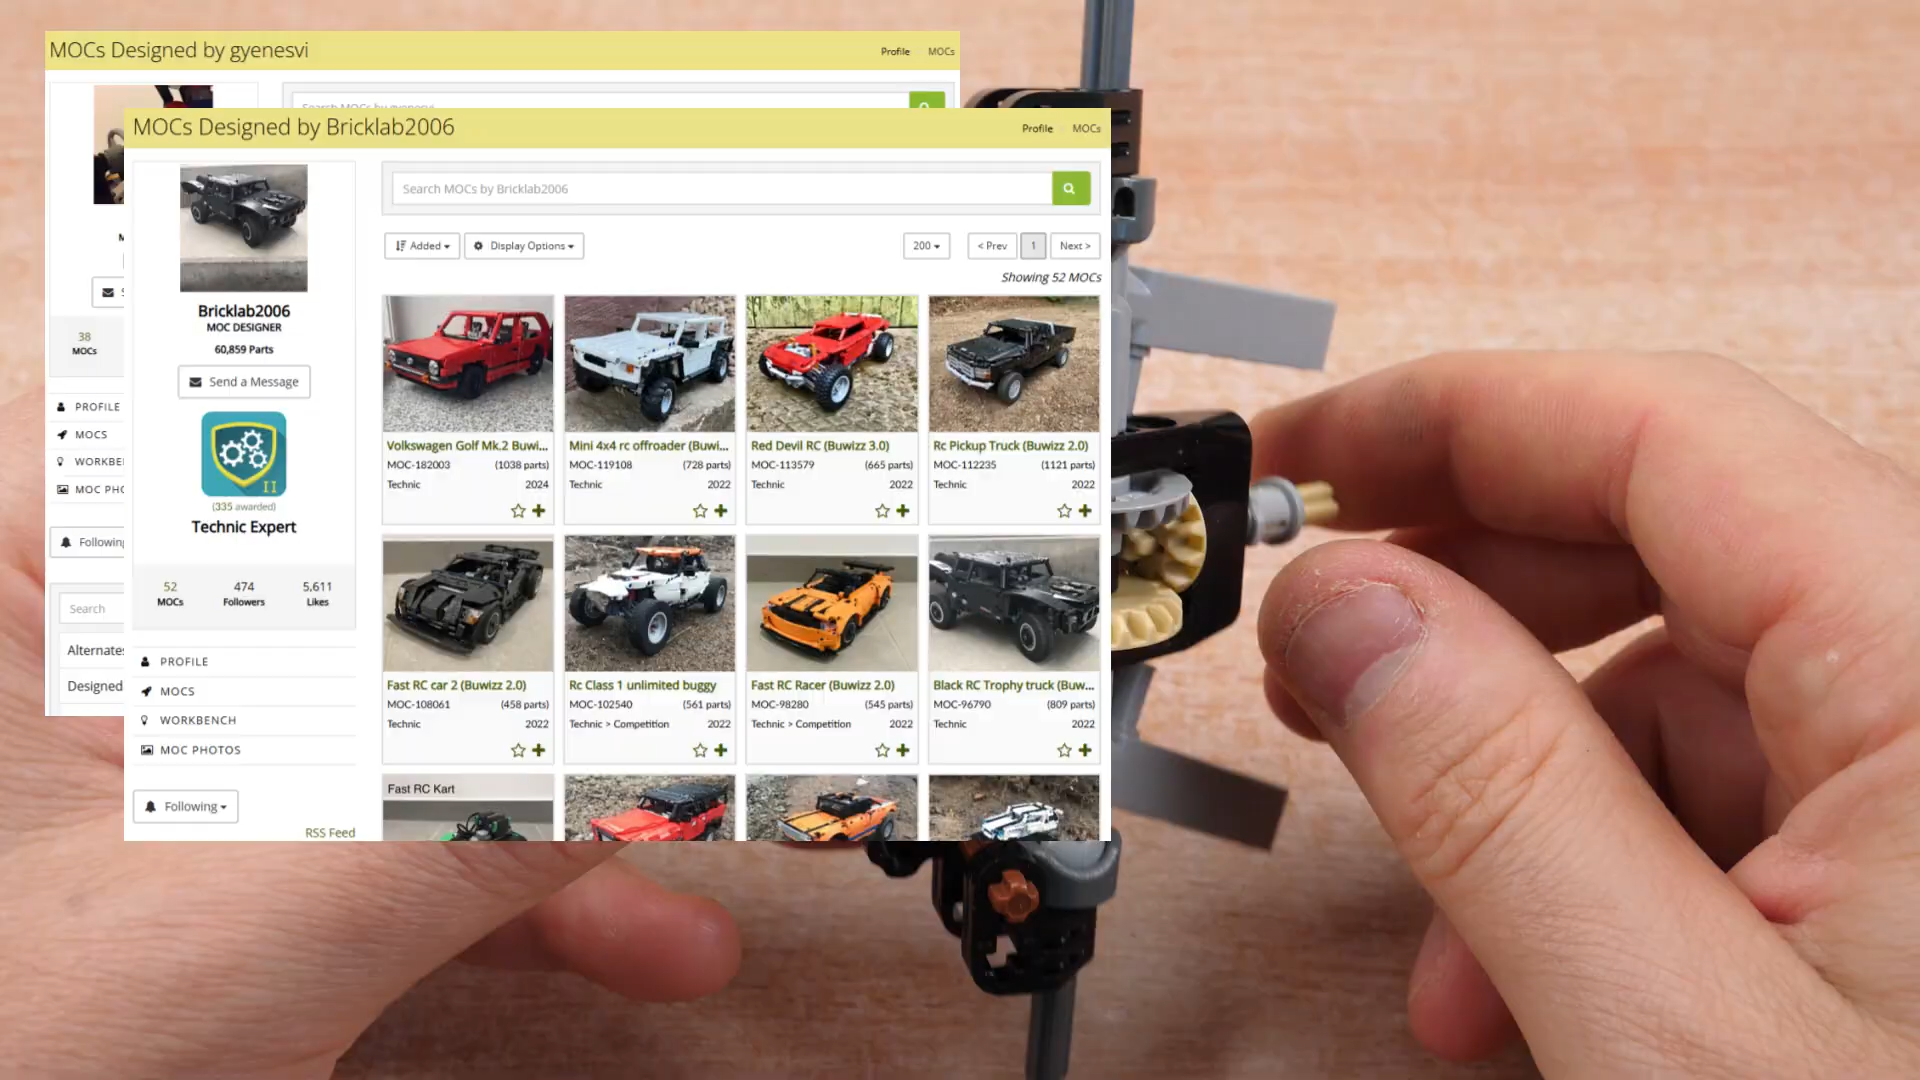 MOCs Designed by gyenesvi
Profile
MOCs
MOCs Designed by Bricklab2006
Profile
MOCs
Search MOCs by Bricklab2006
Added
Display Options
200
< Prev
1
Next >
Showing 52 MOCs
Bricklab2006
MOC DESIGNER
60,859 Parts
Send a Message
II
(335 awarded)
Technic Expert
52
MOCs
474
Followers
5,611
Likes
PROFILE
MOCS
WORKBENCH
MOC PHOTOS
Following
RSS Feed
Volkswagen Golf Mk.2 Buwi...
MOC-182003 (1038 parts)
Technic 2024
Mini 4x4 rc offroader (Buwi...
MOC-119108 (728 parts)
Technic 2022
Red Devil RC (Buwizz 3.0)
MOC-113579 (665 parts)
Technic 2022
Rc Pickup Truck (Buwizz 2.0)
MOC-112235 (1121 parts)
Technic 2022
Fast RC car 2 (Buwizz 2.0)
MOC-108061 (458 parts)
Technic 2022
Rc Class 1 unlimited buggy
MOC-102540 (561 parts)
Technic > Competition 2022
Fast RC Racer (Buwizz 2.0)
MOC-98280 (545 parts)
Technic > Competition 2022
Black RC Trophy truck (Buw...
MOC-96790 (809 parts)
Technic 2022
Fast RC Kart
38
MOCs
PROFILE
MOCS
WORKBE
MOC PHO
Following
Search
Alternates
Designed